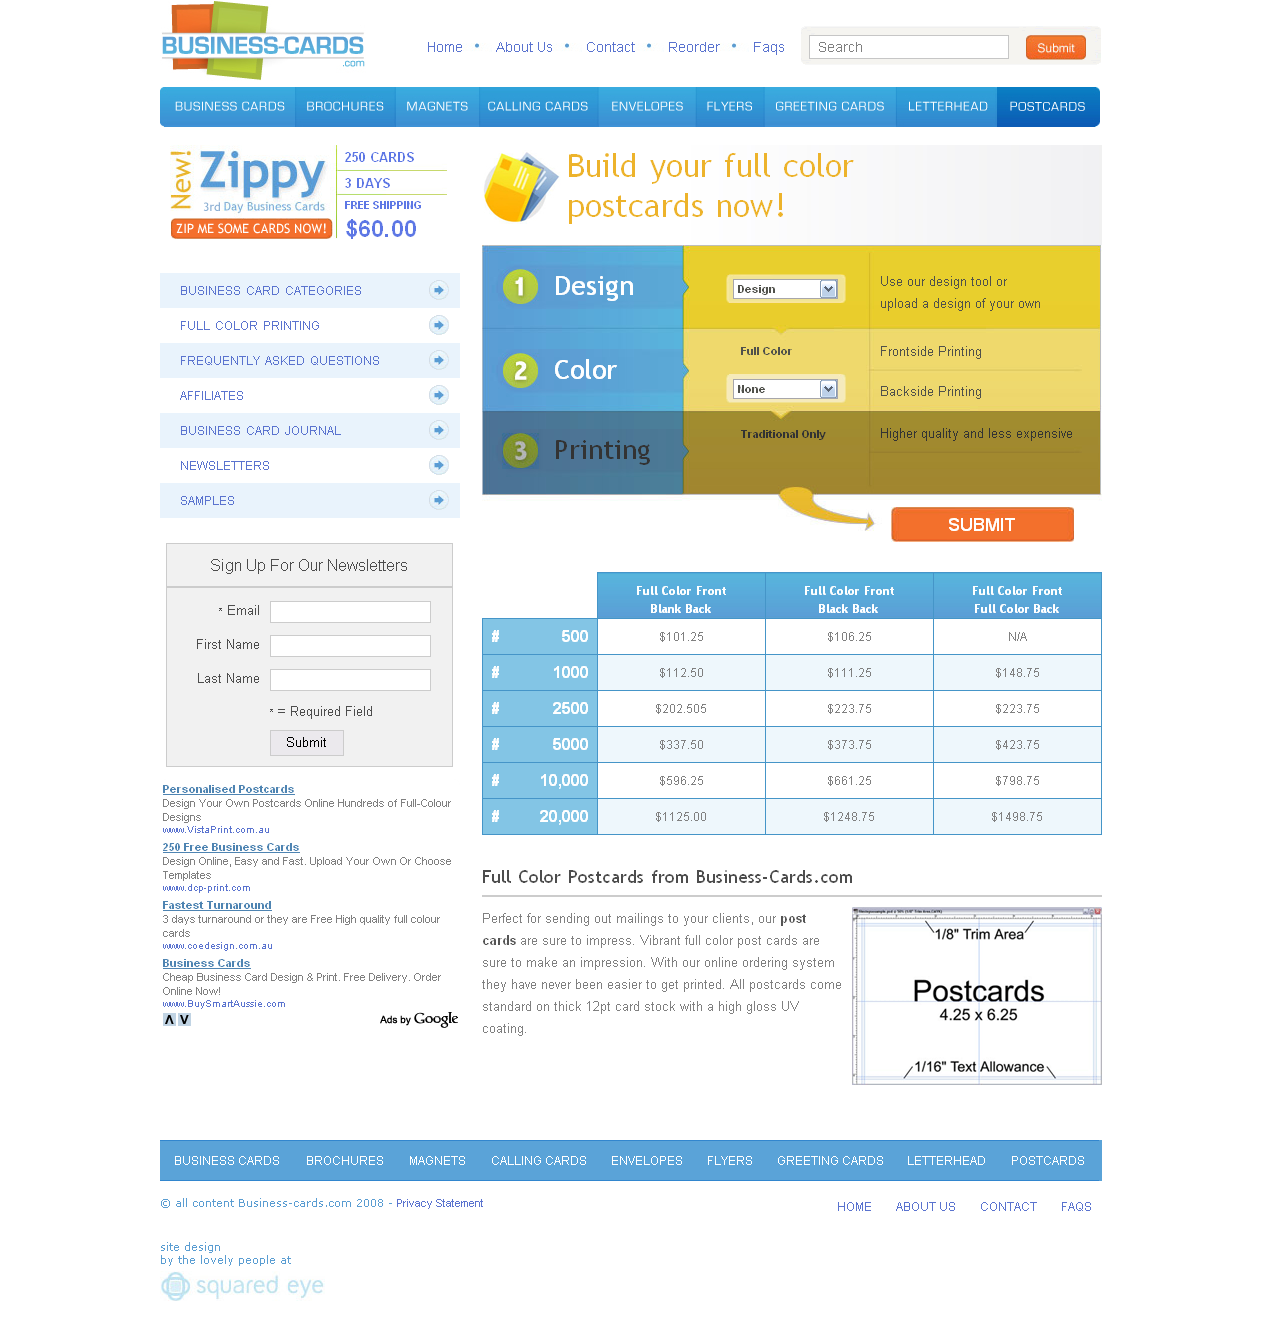 BUSINESS-CARDS
.com
Home • About Us • Contact • Reorder • Faqs
Search
Submit
BUSINESS CARDS BROCHURES MAGNETS CALLING CARDS ENVELOPES FLYERS GREETING CARDS LETTERHEAD POSTCARDS
New!
Zippy
3rd Day Business Cards
ZIP ME SOME CARDS NOW!
250 CARDS
3 DAYS
FREE SHIPPING
$60.00
Build your full color
postcards now!
1 Design
Design
Use our design tool or
upload a design of your own
2 Color
Full Color
Frontside Printing
None
Backside Printing
3 Printing
Traditional Only
Higher quality and less expensive
SUBMIT
BUSINESS CARD CATEGORIES
FULL COLOR PRINTING
FREQUENTLY ASKED QUESTIONS
AFFILIATES
BUSINESS CARD JOURNAL
NEWSLETTERS
SAMPLES
Sign Up For Our Newsletters
* Email
First Name
Last Name
* = Required Field
Submit
Personalised Postcards
Design Your Own Postcards Online Hundreds of Full-Colour
Designs
www.VistaPrint.com.au
250 Free Business Cards
Design Online, Easy and Fast. Upload Your Own Or Choose
Templates
www.dcp-print.com
Fastest Turnaround
3 days turnaround or they are Free High quality full colour
cards
www.coedesign.com.au
Business Cards
Cheap Business Card Design & Print. Free Delivery. Order
Online Now!
www.BuySmartAussie.com
Ads by Google
Full Color Front
Blank Back
Full Color Front
Black Back
Full Color Front
Full Color Back
# 500 $101.25 $106.25 N/A
# 1000 $112.50 $111.25 $148.75
# 2500 $202.505 $223.75 $223.75
# 5000 $337.50 $373.75 $423.75
# 10,000 $596.25 $661.25 $798.75
# 20,000 $1125.00 $1248.75 $1498.75
Full Color Postcards from Business-Cards.com
Perfect for sending out mailings to your clients, our post
cards are sure to impress. Vibrant full color post cards are
sure to make an impression. With our online ordering system
they have never been easier to get printed. All postcards come
standard on thick 12pt card stock with a high gloss UV
coating.
1/8" Trim Area
Postcards
4.25 x 6.25
1/16" Text Allowance
BUSINESS CARDS BROCHURES MAGNETS CALLING CARDS ENVELOPES FLYERS GREETING CARDS LETTERHEAD POSTCARDS
© all content Business-cards.com 2008 - Privacy Statement
HOME ABOUT US CONTACT FAQS
site design
by the lovely people at
squared eye